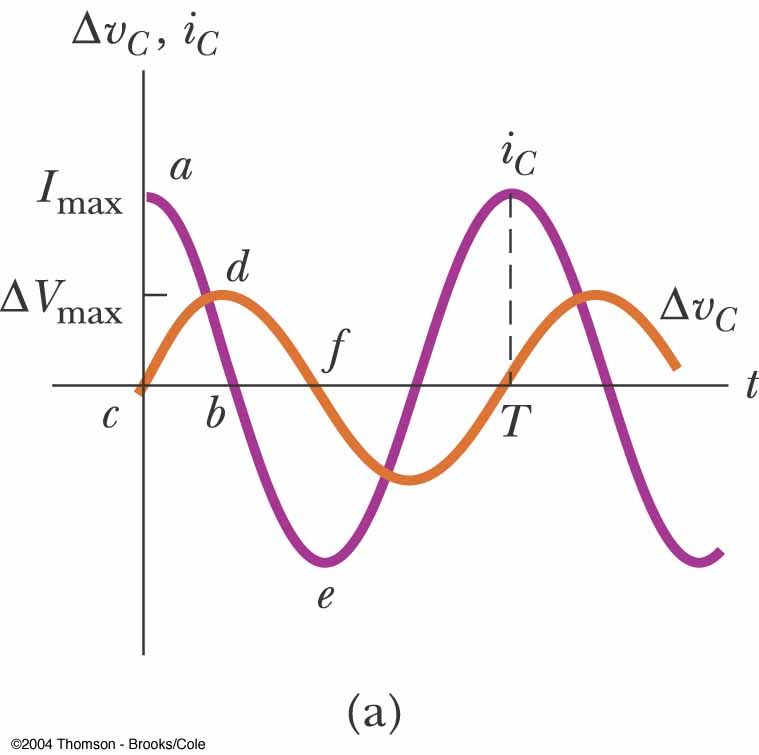 Δv_C, i_C
a
i_C
I_max
d
ΔV_max
Δv_C
f
t
c
b
T
e
(a)
©2004 Thomson - Brooks/Cole